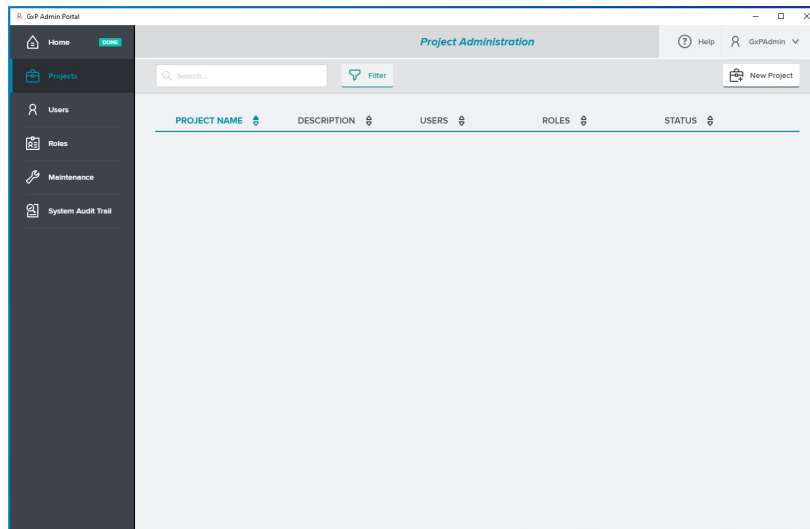 GxP Admin Portal
Home DONE
Project Administration
Help
GxPAdmin
Projects
Search...
Filter
New Project
Users
PROJECT NAME DESCRIPTION USERS ROLES STATUS
Roles
Maintenance
System Audit Trail